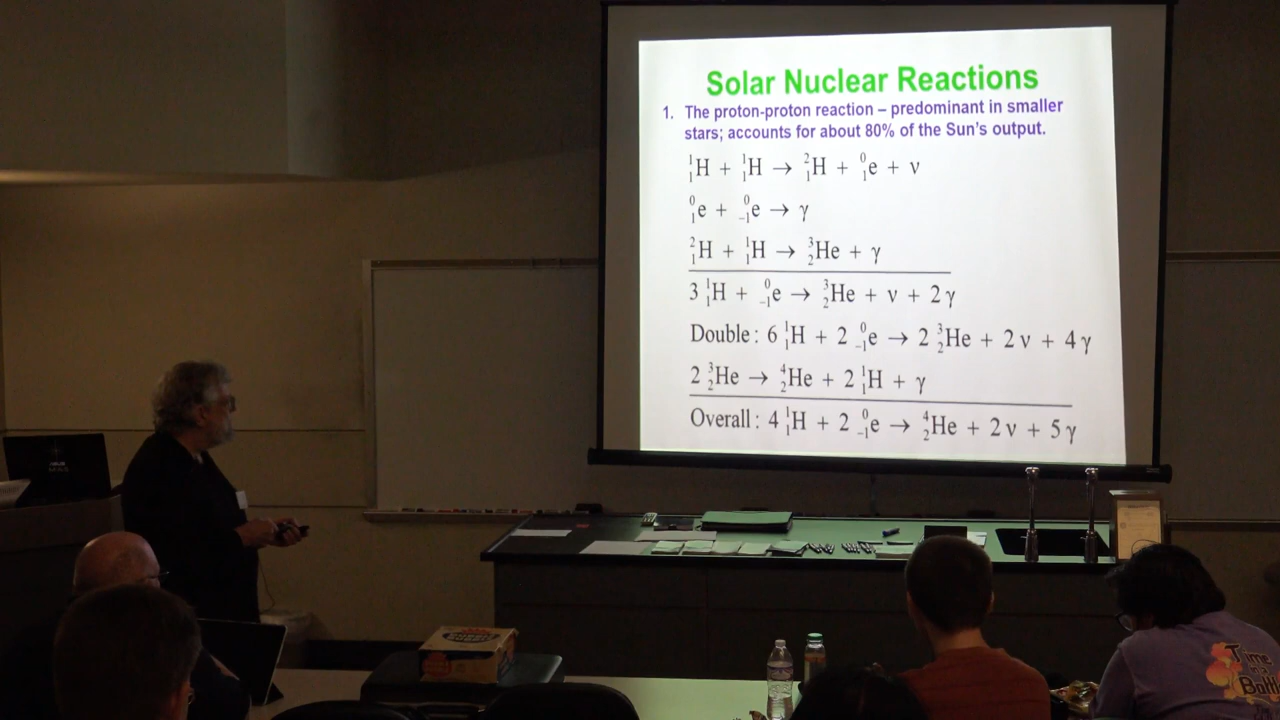 Solar Nuclear Reactions
1. The proton-proton reaction – predominant in smaller
stars; accounts for about 80% of the Sun's output.
¹₁H + ¹₁H → ²₁H + ⁰₁e + ν
⁰₁e + ⁰₋₁e → γ
²₁H + ¹₁H → ³₂He + γ
3 ¹₁H + ⁰₋₁e → ³₂He + ν + 2γ
Double: 6 ¹₁H + 2 ⁰₋₁e → 2 ³₂He + 2ν + 4γ
2 ³₂He → ⁴₂He + 2 ¹₁H + γ
Overall: 4 ¹₁H + 2 ⁰₋₁e → ⁴₂He + 2ν + 5γ
Time
in a
Bottle